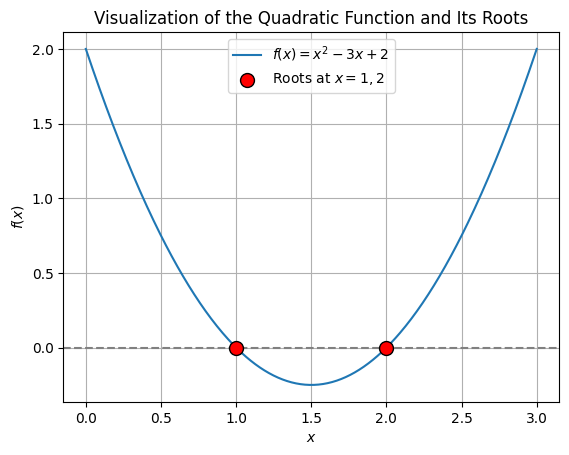 Visualization of the Quadratic Function and Its Roots
f(x) = x² − 3x + 2
Roots at x = 1, 2
f(x)
2.0
1.5
1.0
0.5
0.0
0.0 0.5 1.0 1.5 2.0 2.5 3.0
x